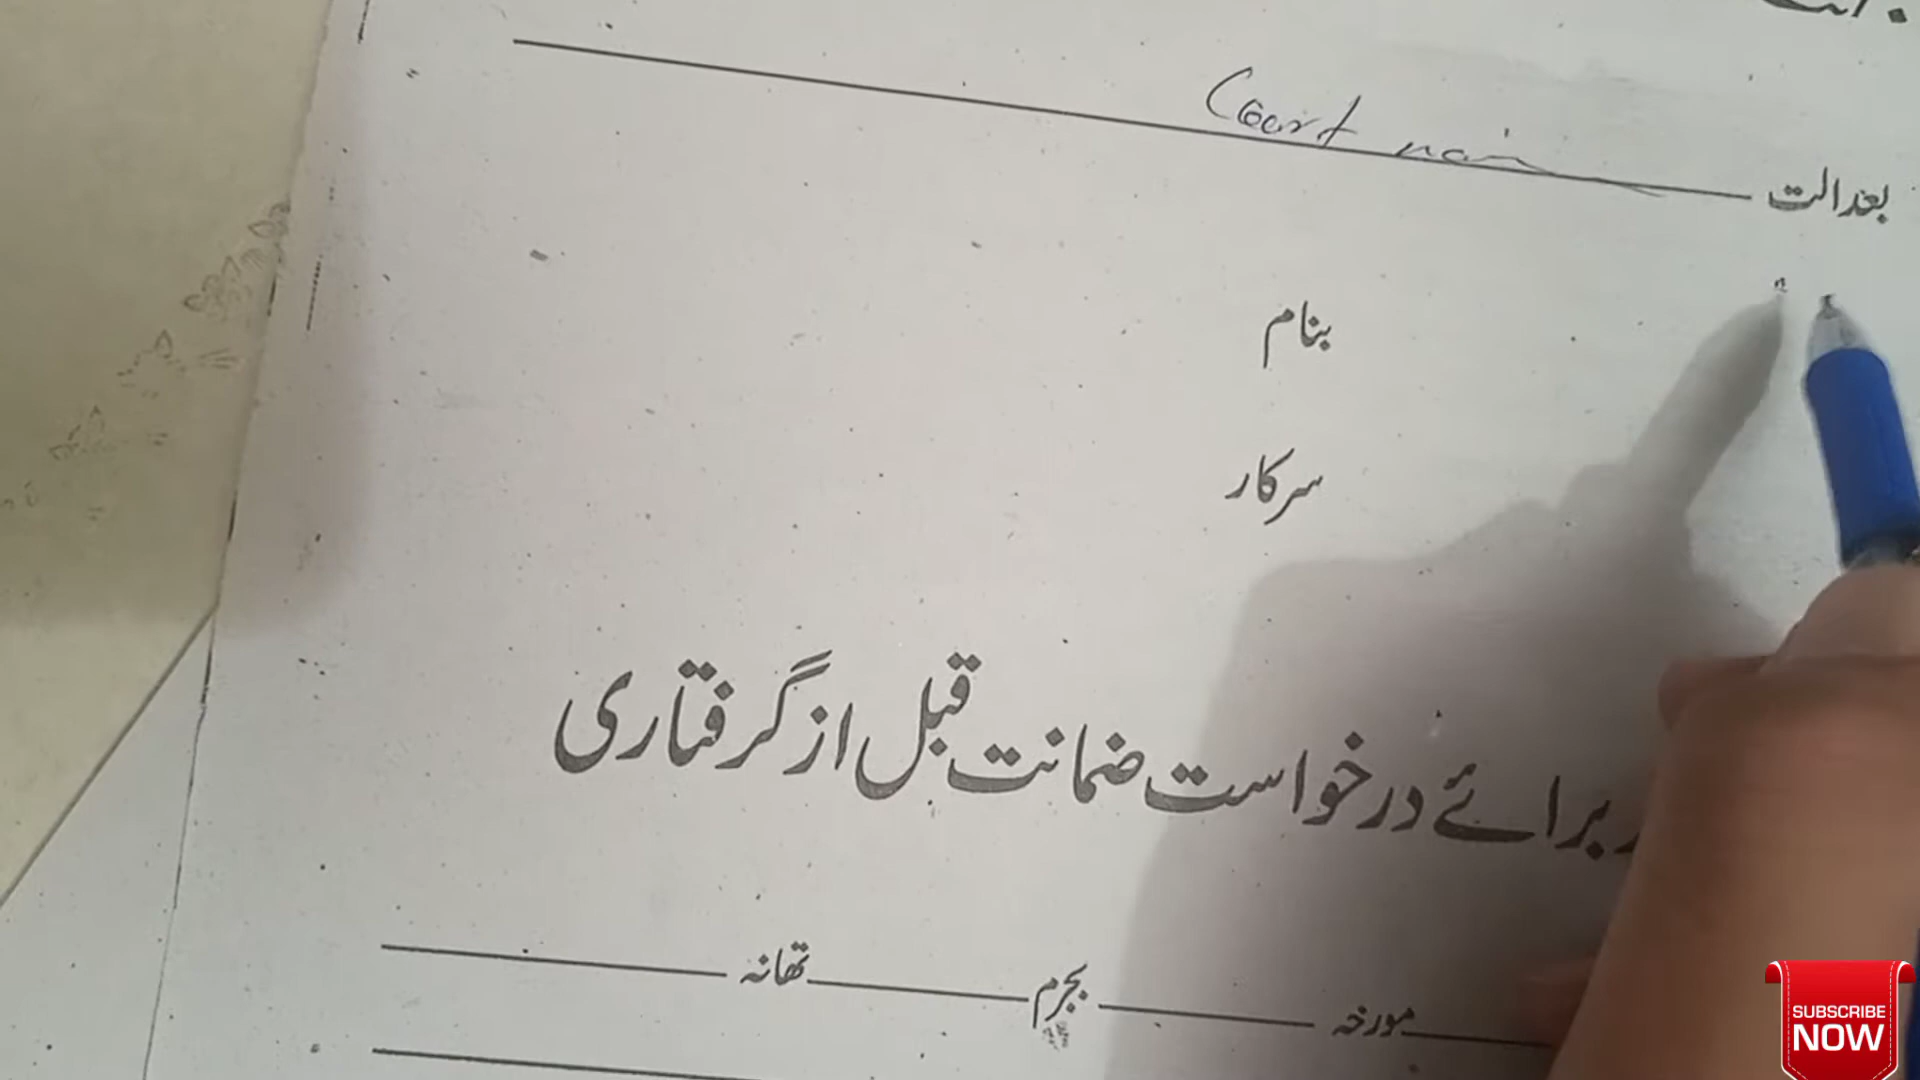 بعدالت Court nam
بنام
سرکار
برائے درخواست ضمانت قبل از گرفتاری
مورخہ بجرم تھانہ
SUBSCRIBE
NOW